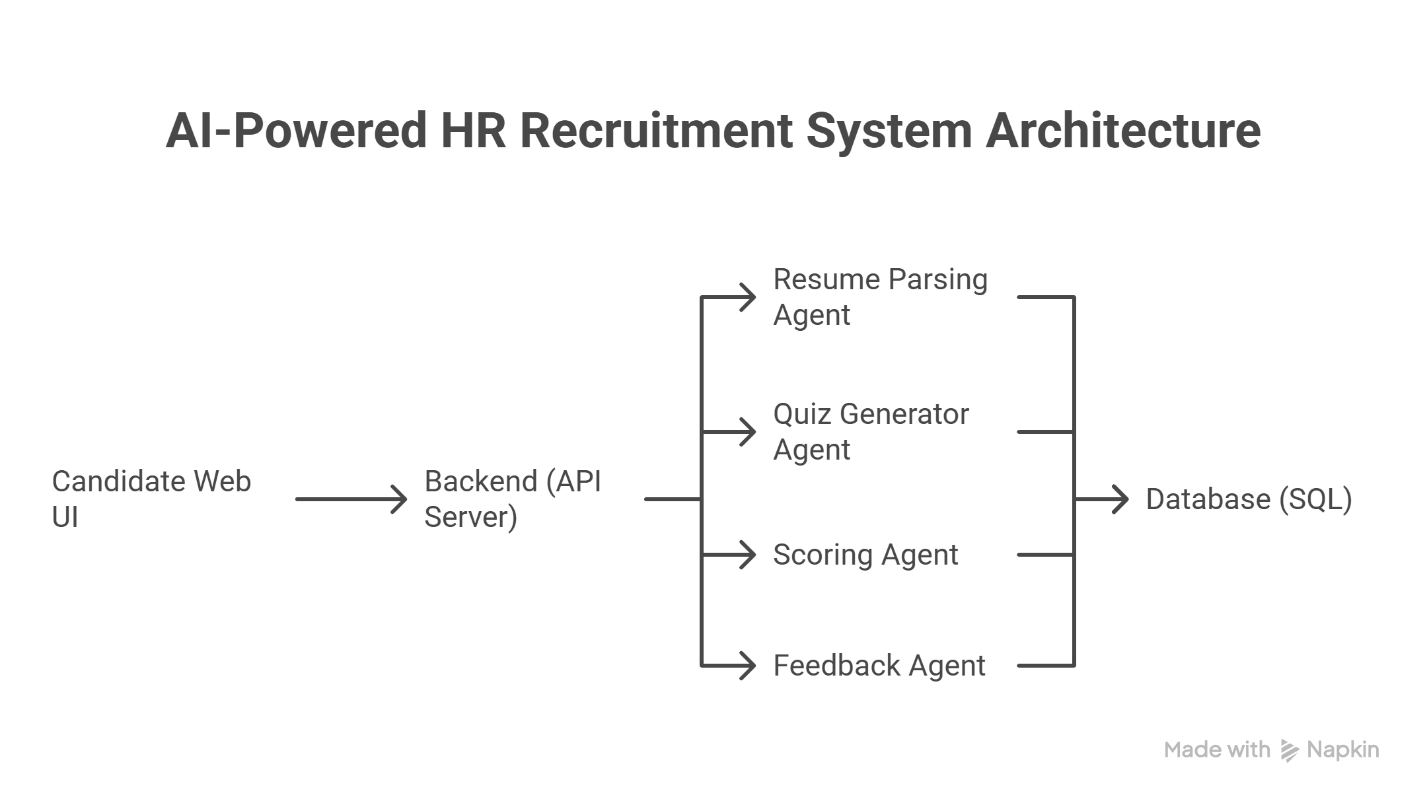 AI-Powered HR Recruitment System Architecture
Candidate Web
UI
Backend (API
Server)
Resume Parsing
Agent
Quiz Generator
Agent
Scoring Agent
Feedback Agent
Database (SQL)
Made with Napkin